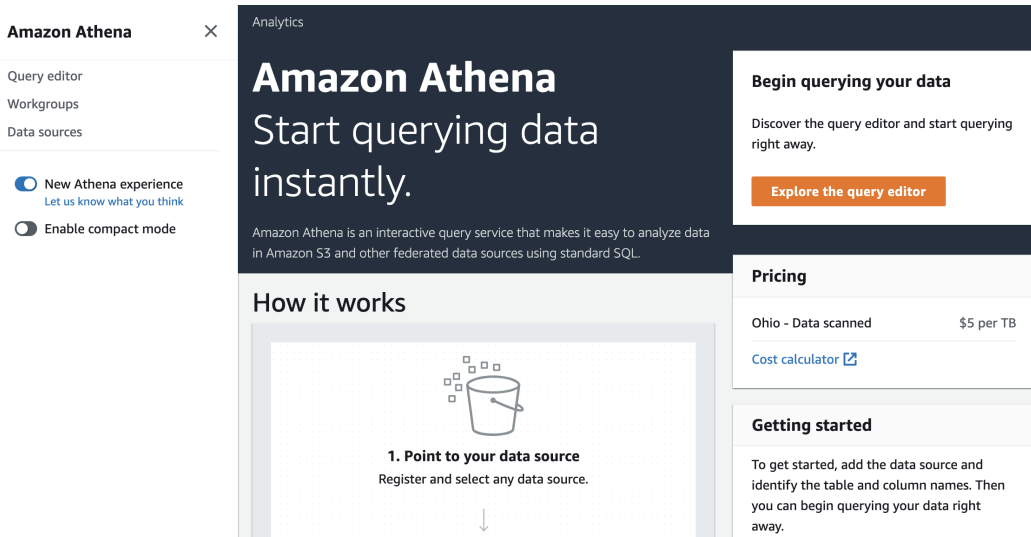 Amazon Athena
Query editor
Workgroups
Data sources
New Athena experience
Let us know what you think
Enable compact mode
Analytics
Amazon Athena
Start querying data
instantly.
Amazon Athena is an interactive query service that makes it easy to analyze data
in Amazon S3 and other federated data sources using standard SQL.
How it works
1. Point to your data source
Register and select any data source.
Begin querying your data
Discover the query editor and start querying
right away.
Explore the query editor
Pricing
Ohio - Data scanned $5 per TB
Cost calculator
Getting started
To get started, add the data source and
identify the table and column names. Then
you can begin querying your data right
away.